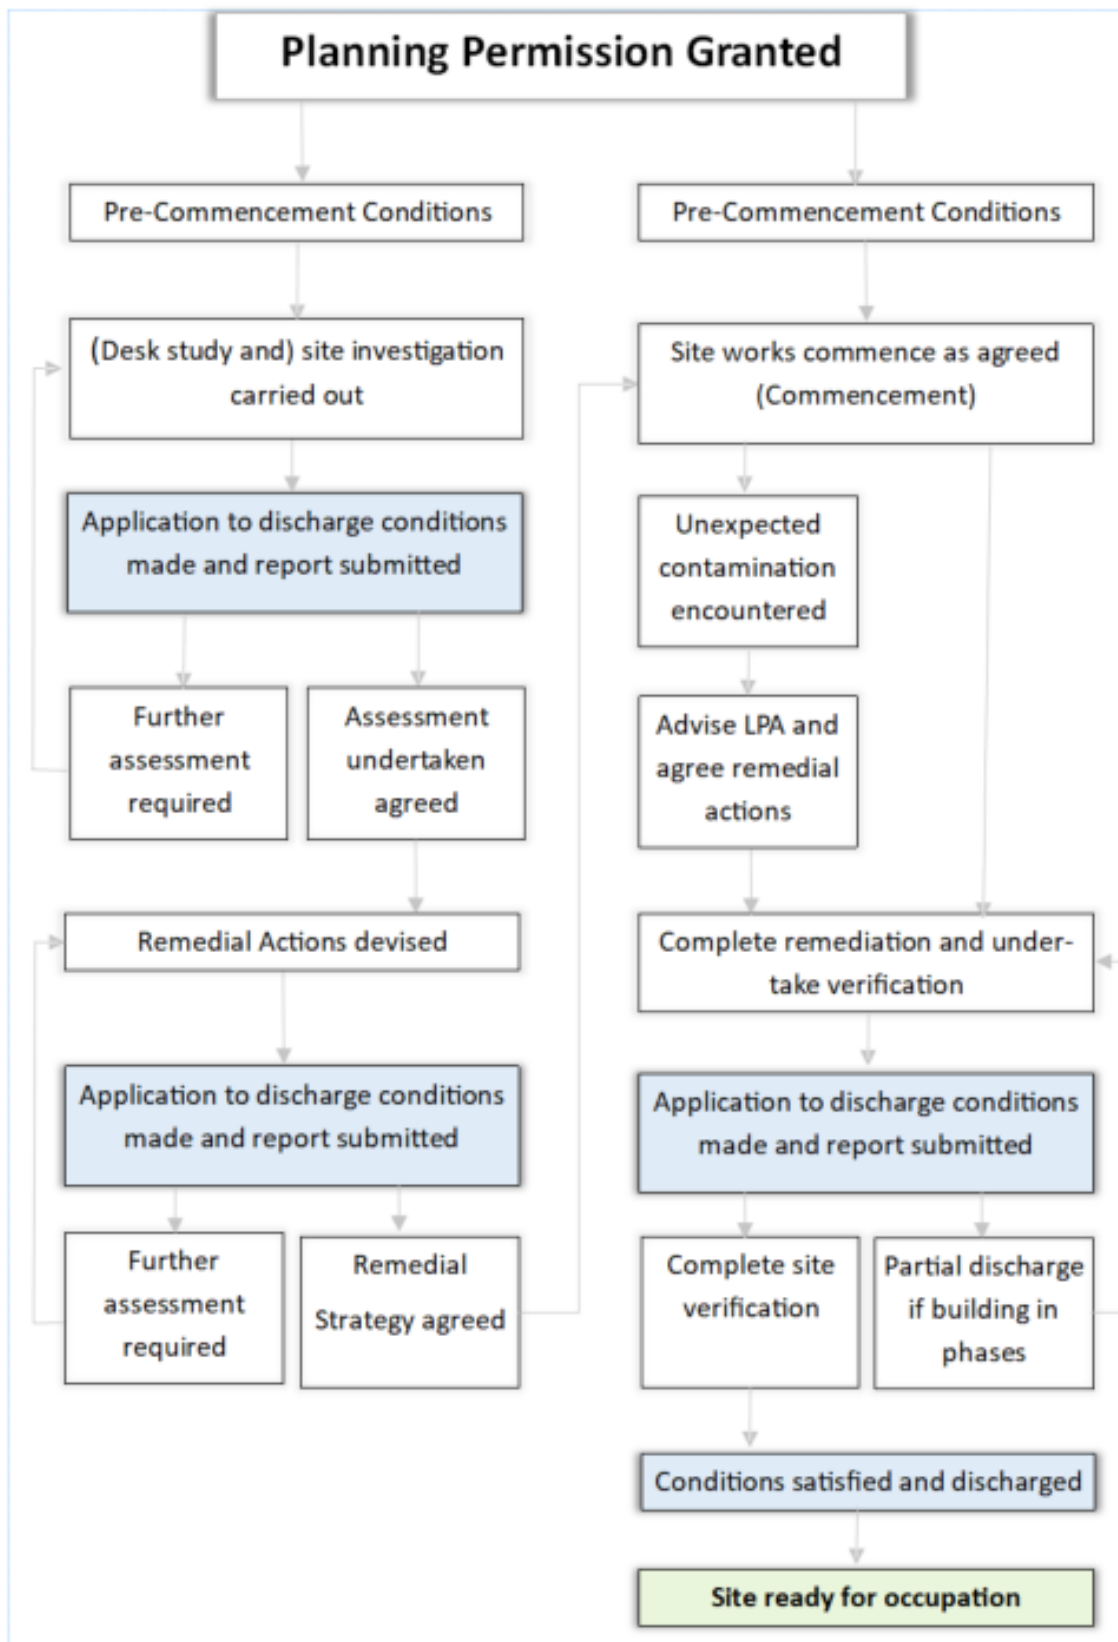 Planning Permission Granted
Pre-Commencement Conditions
(Desk study and) site investigation
carried out
Application to discharge conditions
made and report submitted
Further
assessment
required
Assessment
undertaken
agreed
Remedial Actions devised
Application to discharge conditions
made and report submitted
Further
assessment
required
Remedial
Strategy agreed
Pre-Commencement Conditions
Site works commence as agreed
(Commencement)
Unexpected
contamination
encountered
Advise LPA and
agree remedial
actions
Complete remediation and under-
take verification
Application to discharge conditions
made and report submitted
Complete site
verification
Partial discharge
if building in
phases
Conditions satisfied and discharged
Site ready for occupation